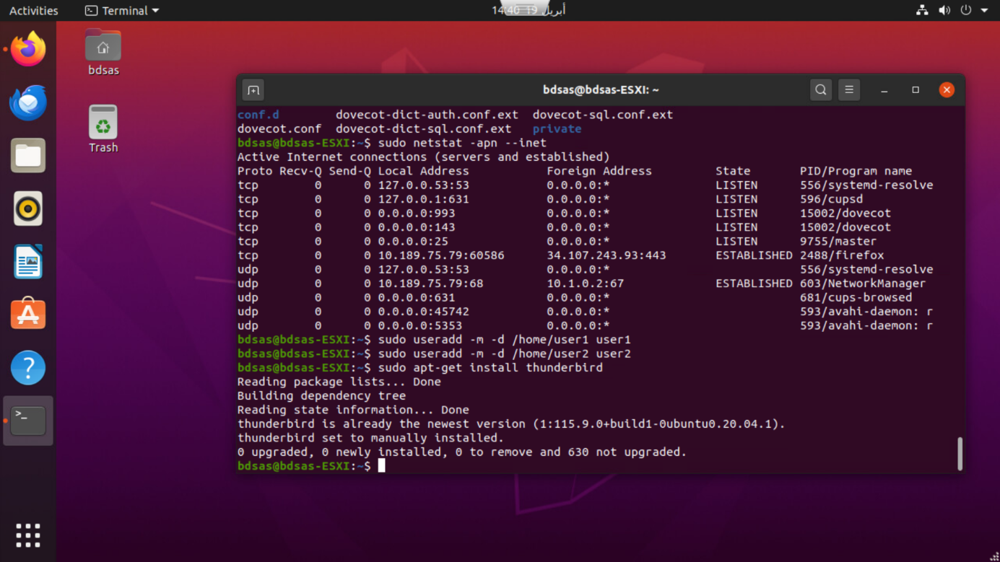 Activities
Terminal
14:40 19 أبريل
bdsas
Trash
bdsas@bdsas-ESXI: ~
conf.d dovecot-dict-auth.conf.ext dovecot-sql.conf.ext
dovecot.conf dovecot-dict-sql.conf.ext private
bdsas@bdsas-ESXI:~$ sudo netstat -apn --inet
Active Internet connections (servers and established)
Proto Recv-Q Send-Q Local Address Foreign Address State PID/Program name
tcp 0 0 127.0.0.53:53 0.0.0.0:* LISTEN 556/systemd-resolve
tcp 0 0 127.0.0.1:631 0.0.0.0:* LISTEN 596/cupsd
tcp 0 0 0.0.0.0:993 0.0.0.0:* LISTEN 15002/dovecot
tcp 0 0 0.0.0.0:143 0.0.0.0:* LISTEN 15002/dovecot
tcp 0 0 0.0.0.0:25 0.0.0.0:* LISTEN 9755/master
tcp 0 0 10.189.75.79:60586 34.107.243.93:443 ESTABLISHED 2488/firefox
udp 0 0 127.0.0.53:53 0.0.0.0:* 556/systemd-resolve
udp 0 0 10.189.75.79:68 10.1.0.2:67 ESTABLISHED 603/NetworkManager
udp 0 0 0.0.0.0:631 0.0.0.0:* 681/cups-browsed
udp 0 0 0.0.0.0:45742 0.0.0.0:* 593/avahi-daemon: r
udp 0 0 0.0.0.0:5353 0.0.0.0:* 593/avahi-daemon: r
bdsas@bdsas-ESXI:~$ sudo useradd -m -d /home/user1 user1
bdsas@bdsas-ESXI:~$ sudo useradd -m -d /home/user2 user2
bdsas@bdsas-ESXI:~$ sudo apt-get install thunderbird
Reading package lists... Done
Building dependency tree
Reading state information... Done
thunderbird is already the newest version (1:115.9.0+build1-0ubuntu0.20.04.1).
thunderbird set to manually installed.
0 upgraded, 0 newly installed, 0 to remove and 630 not upgraded.
bdsas@bdsas-ESXI:~$